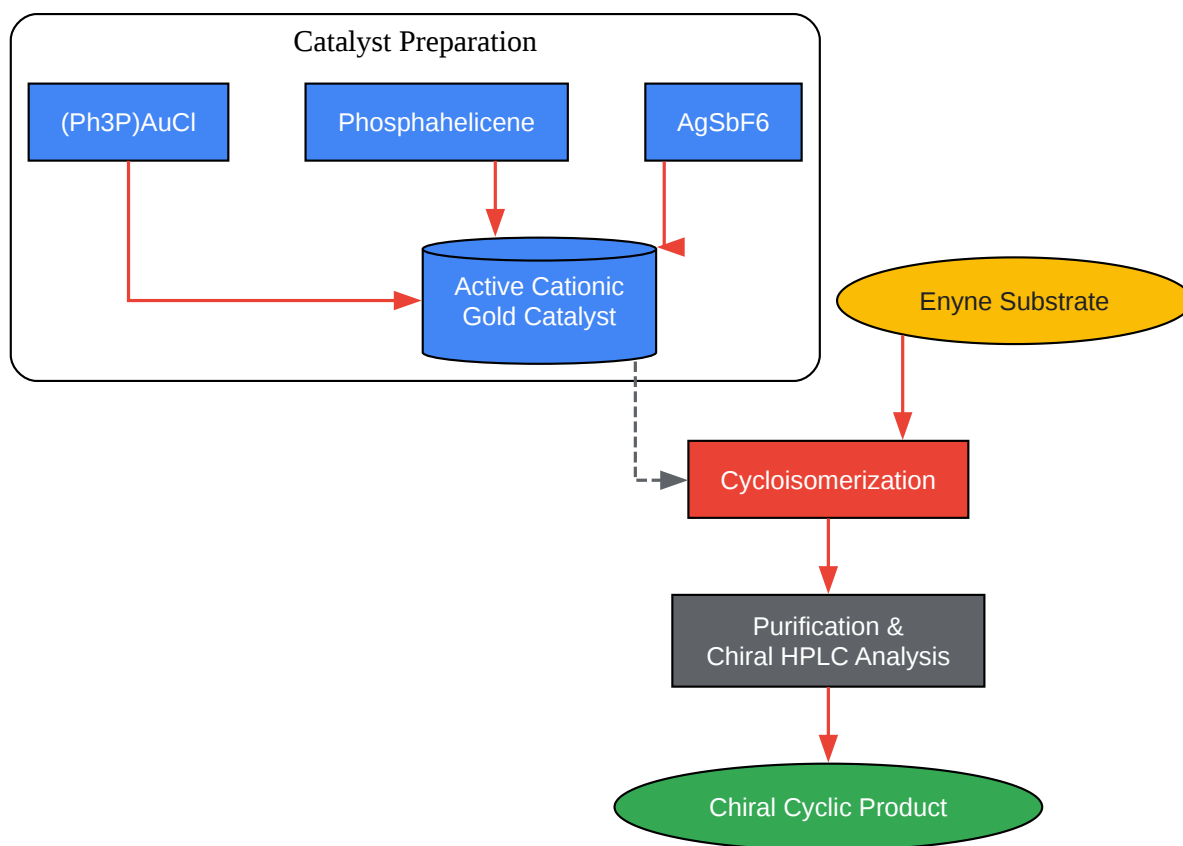 Catalyst Preparation
(Ph3P)AuCl
Phosphahelicene
AgSbF6
Active Cationic
Gold Catalyst
Enyne Substrate
Cycloisomerization
Purification &
Chiral HPLC Analysis
Chiral Cyclic Product